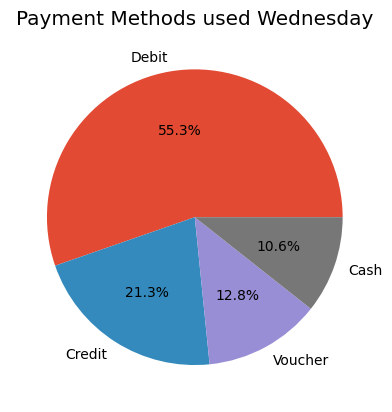 Payment Methods used Wednesday
Debit
55.3%
10.6%
Cash
21.3%
12.8%
Credit
Voucher